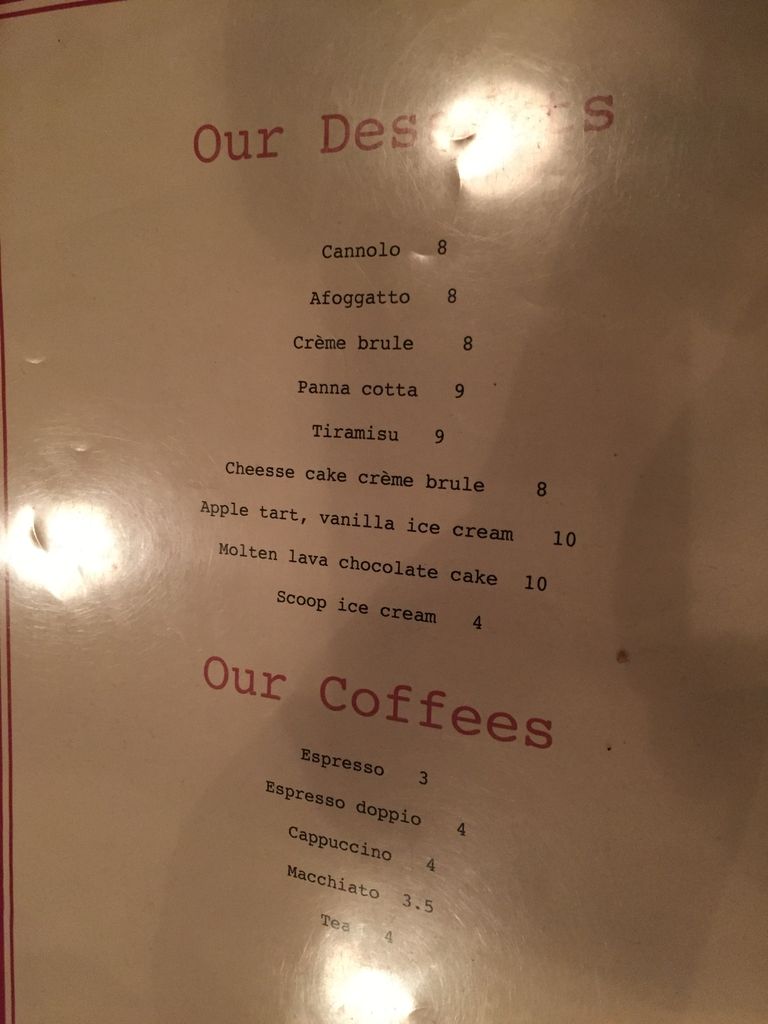 Our Desserts
Cannolo 8
Afoggatto 8
Crème brule 8
Panna cotta 9
Tiramisu 9
Cheesse cake crème brule 8
Apple tart, vanilla ice cream 10
Molten lava chocolate cake 10
Scoop ice cream 4
Our Coffees
Espresso 3
Espresso doppio 4
Cappuccino 4
Macchiato 3.5
Tea 4